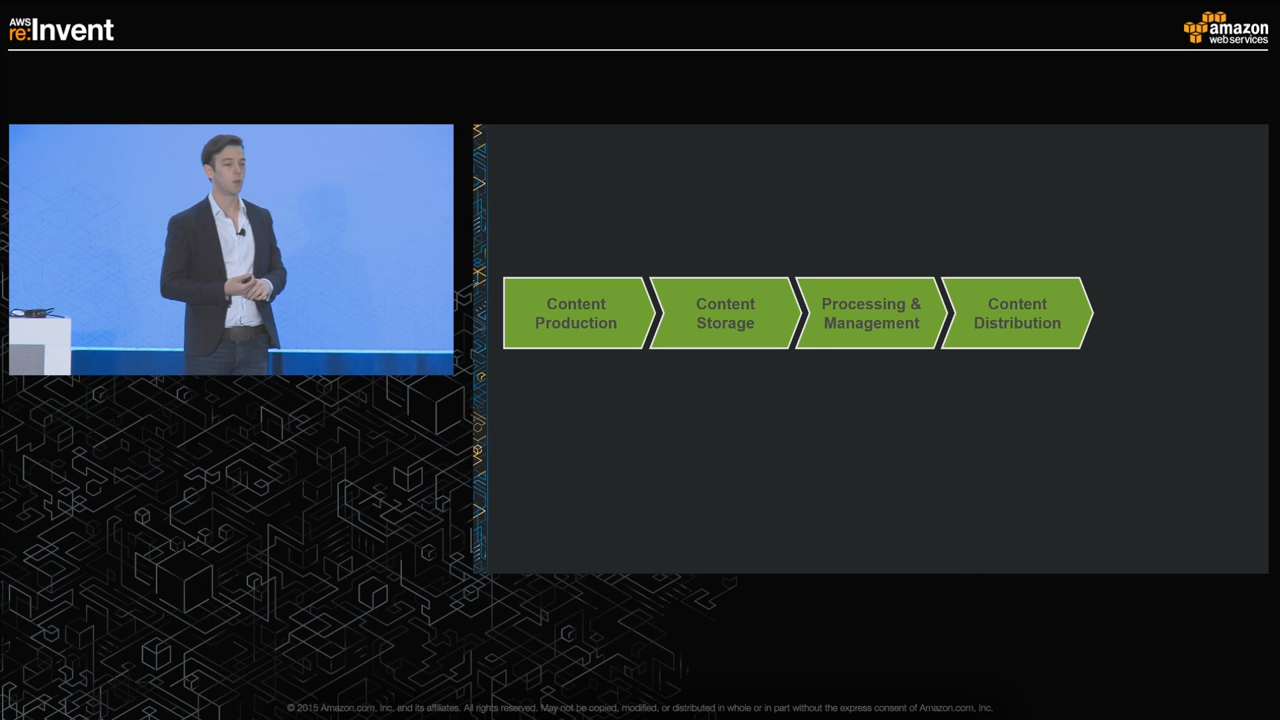 AWS
re:Invent
amazon
web services
Content
Production
Content
Storage
Processing &
Management
Content
Distribution
© 2015 Amazon.com, Inc. and its affiliates. All rights reserved. May not be copied, modified, or distributed in whole or in part without the express consent of Amazon.com, Inc.